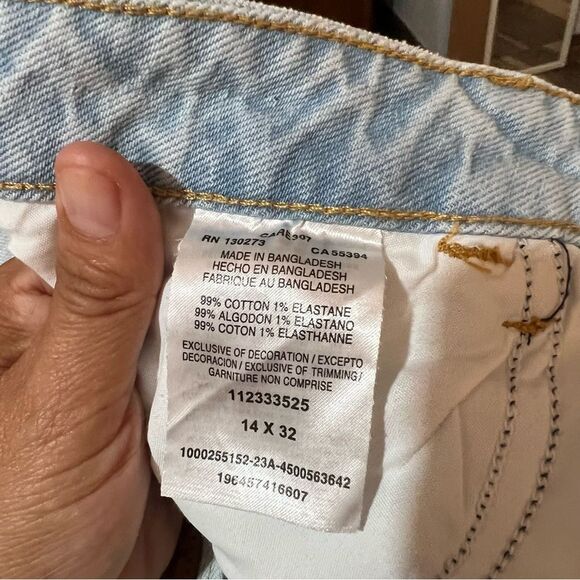 RN 130273 CA 55394
MADE IN BANGLADESH
HECHO EN BANGLADESH
FABRIQUE AU BANGLADESH
99% COTTON 1% ELASTANE
99% ALGODON 1% ELASTANO
99% COTON 1% ELASTHANNE
EXCLUSIVE OF DECORATION / EXCEPTO
DECORACION / EXCLUSIVE OF TRIMMING /
GARNITURE NON COMPRISE
112333525
14 X 32
1000255152-23A-4500563642
196457416607